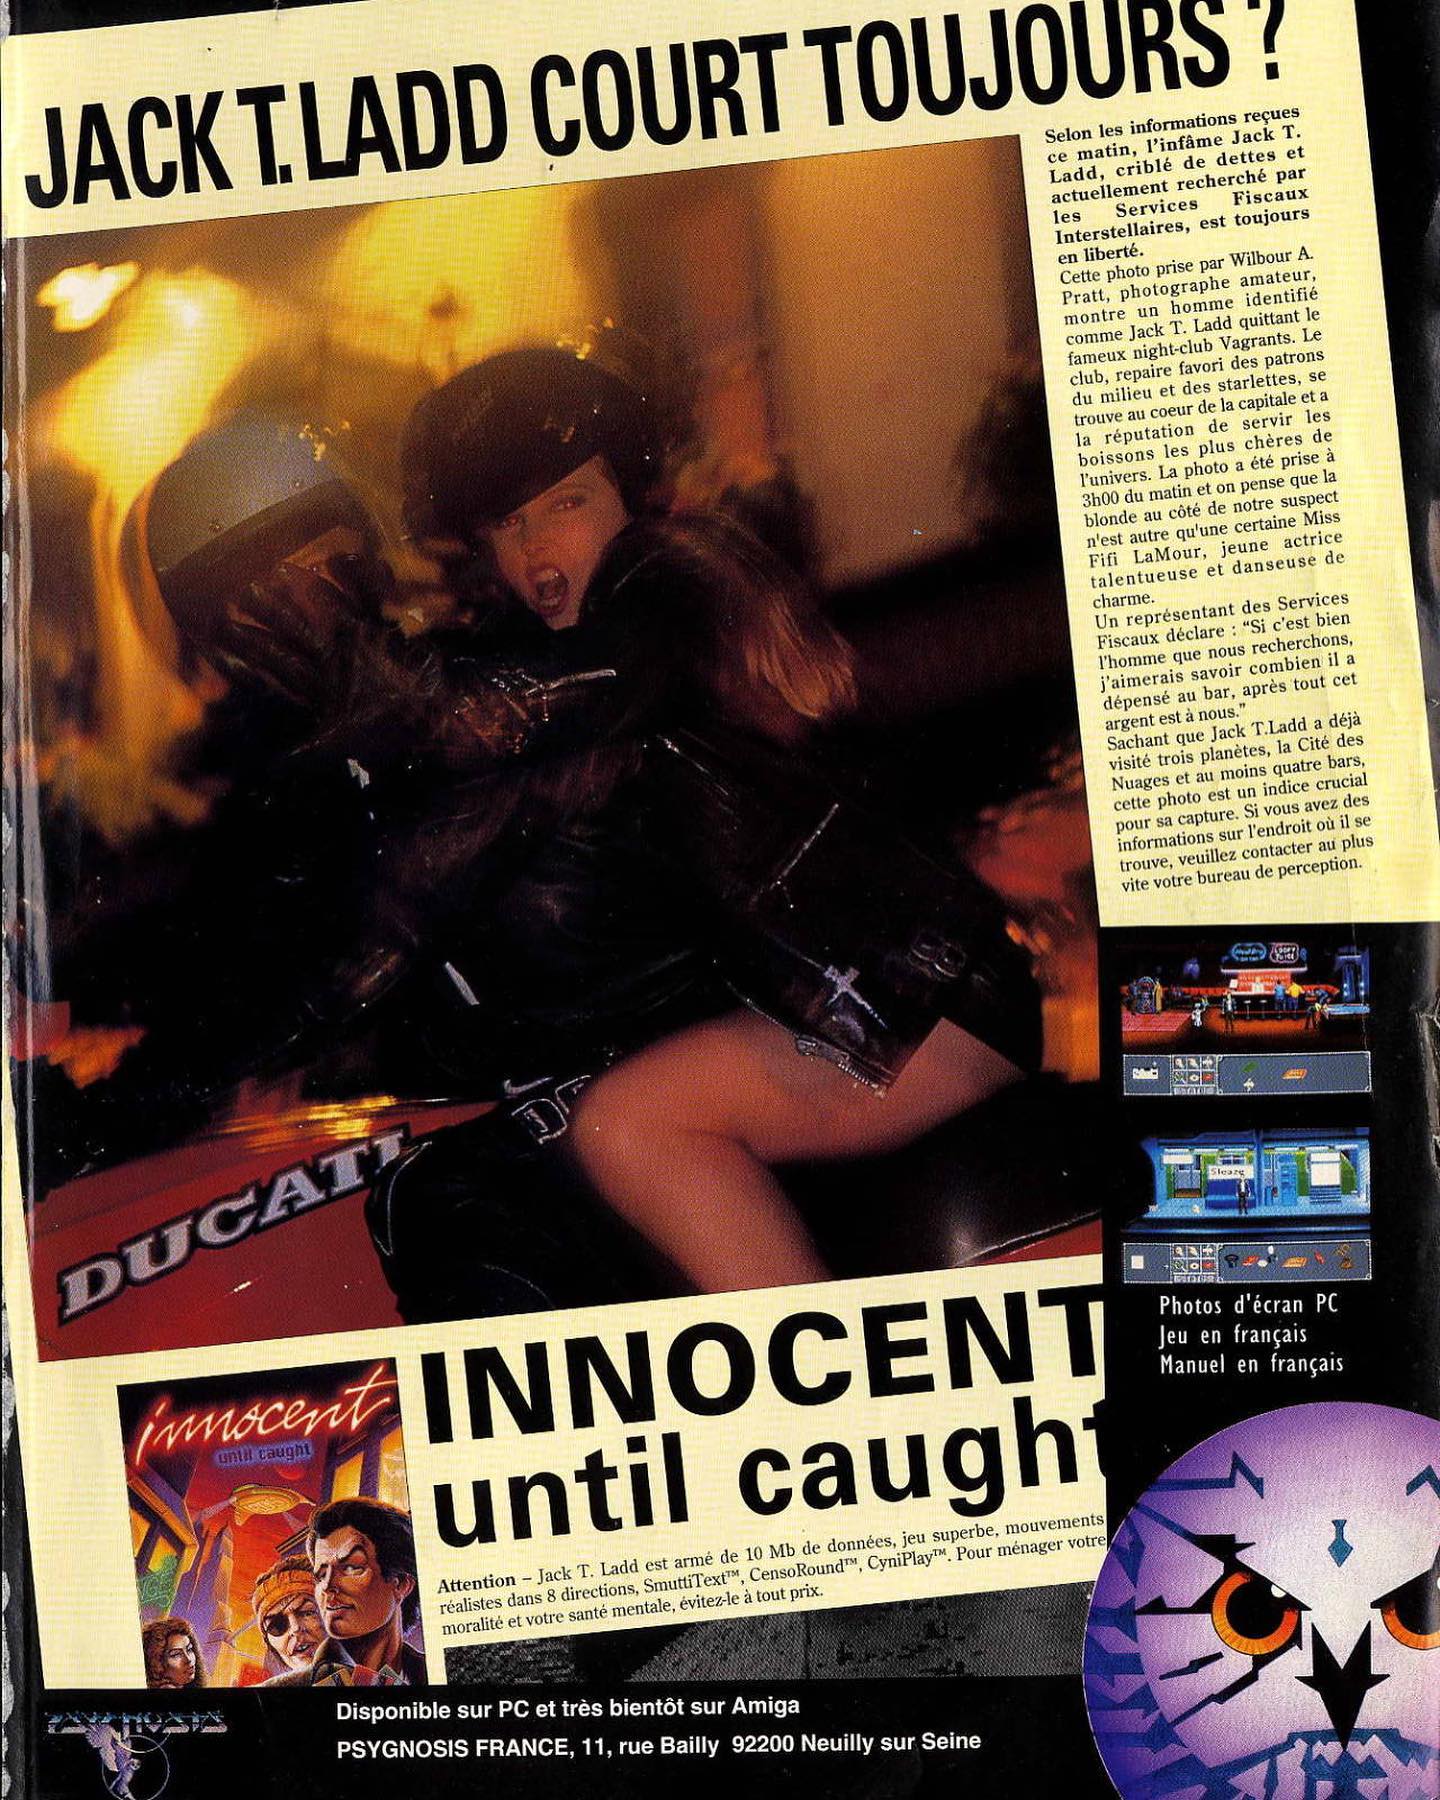 JACK T. LADD COURT TOUJOURS ?
Selon les informations reçues
ce matin, l'infâme Jack T.
Ladd, criblé de dettes et
actuellement recherché par
les Services Fiscaux
Interstellaires, est toujours
en liberté.
Cette photo prise par Wilbour A.
Pratt, photographe amateur,
montre un homme identifié
comme Jack T. Ladd quittant le
fameux night-club Vagrants. Le
club, repaire favori des patrons
du milieu et des starlettes, se
trouve au coeur de la capitale et a
la réputation de servir les
boissons les plus chères de
l'univers. La photo a été prise à
3h00 du matin et on pense que la
blonde au côté de notre suspect
n'est autre qu'une certaine Miss
Fifi LaMour, jeune actrice
talentueuse et danseuse de
charme.
Un représentant des Services
Fiscaux déclare : “Si c'est bien
l'homme que nous recherchons,
j'aimerais savoir combien il a
dépensé au bar, après tout cet
argent est à nous.”
Sachant que Jack T.Ladd a déjà
visité trois planètes, la Cité des
Nuages et au moins quatre bars,
cette photo est un indice crucial
pour sa capture. Si vous avez des
informations sur l'endroit où il se
trouve, veuillez contacter au plus
vite votre bureau de perception.
DUCATI
Sleaze
Photos d'écran PC
Jeu en français
Manuel en français
INNOCENT
until caught
innocent
until caught
Attention – Jack T. Ladd est armé de 10 Mb de données, jeu superbe, mouvements
réalistes dans 8 directions, SmuttiText™, CensoRound™, CyniPlay™. Pour ménager votre
moralité et votre santé mentale, évitez-le à tout prix.
PSYGNOSIS
Disponible sur PC et très bientôt sur Amiga
PSYGNOSIS FRANCE, 11, rue Bailly 92200 Neuilly sur Seine